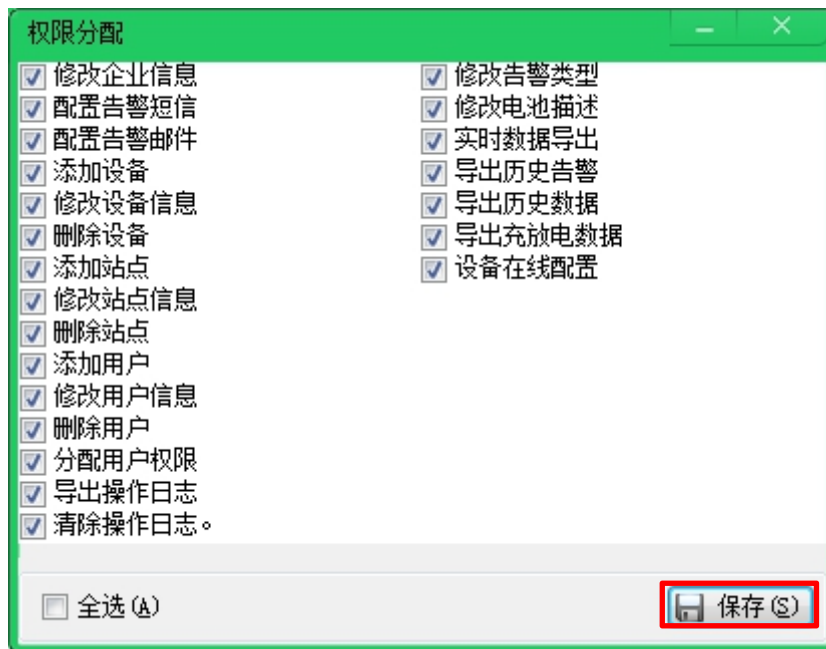 权限分配
修改企业信息
配置告警短信
配置告警邮件
添加设备
修改设备信息
删除设备
添加站点
修改站点信息
删除站点
添加用户
修改用户信息
删除用户
分配用户权限
导出操作日志
清除操作日志。
修改告警类型
修改电池描述
实时数据导出
导出历史告警
导出历史数据
导出充放电数据
设备在线配置
全选(A)
保存(S)